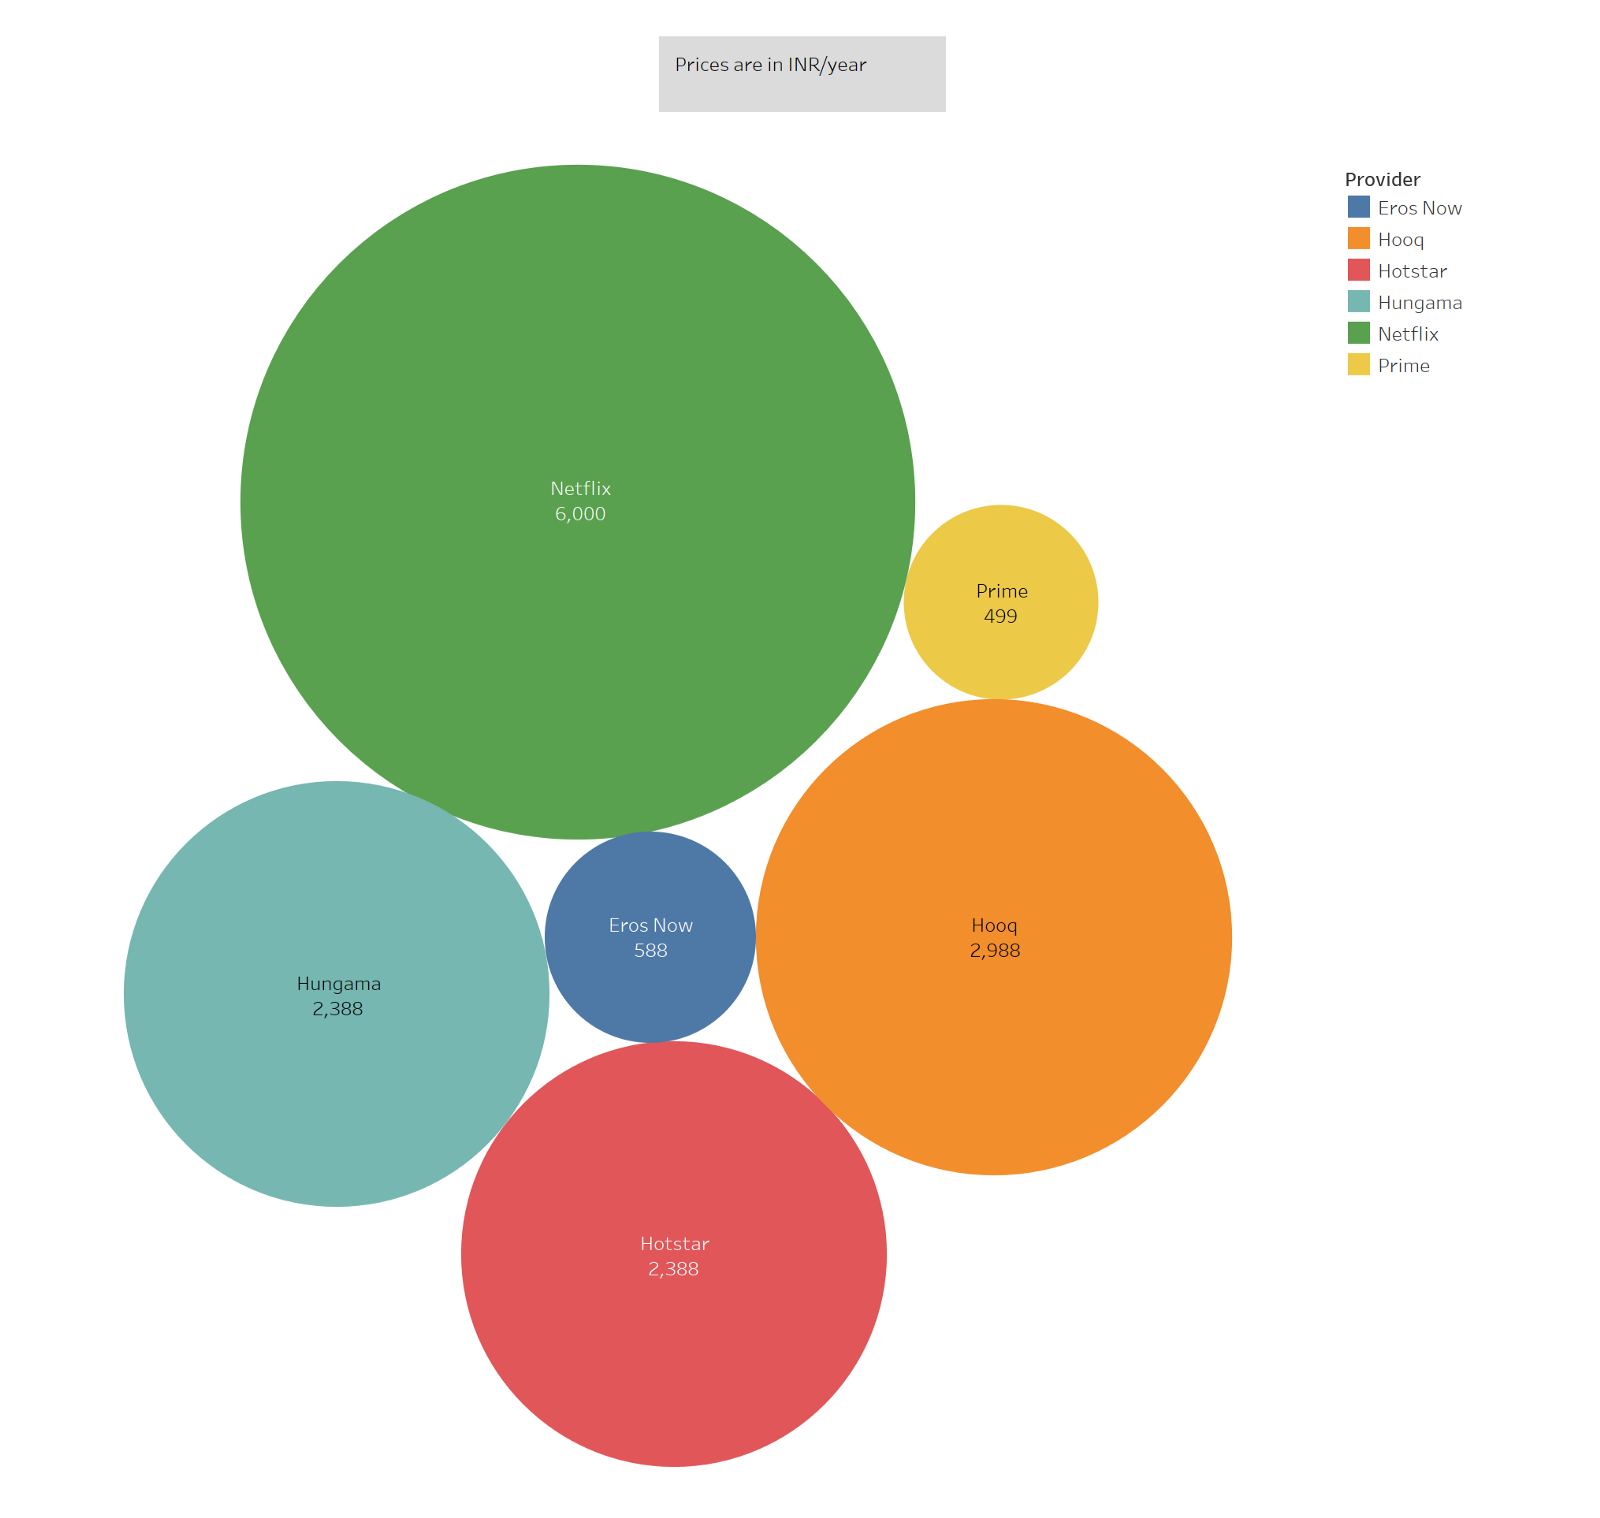 Prices are in INR/year
Provider
Eros Now
Hooq
Hotstar
Hungama
Netflix
Prime
Netflix
6,000
Prime
499
Eros Now
588
Hooq
2,988
Hungama
2,388
Hotstar
2,388